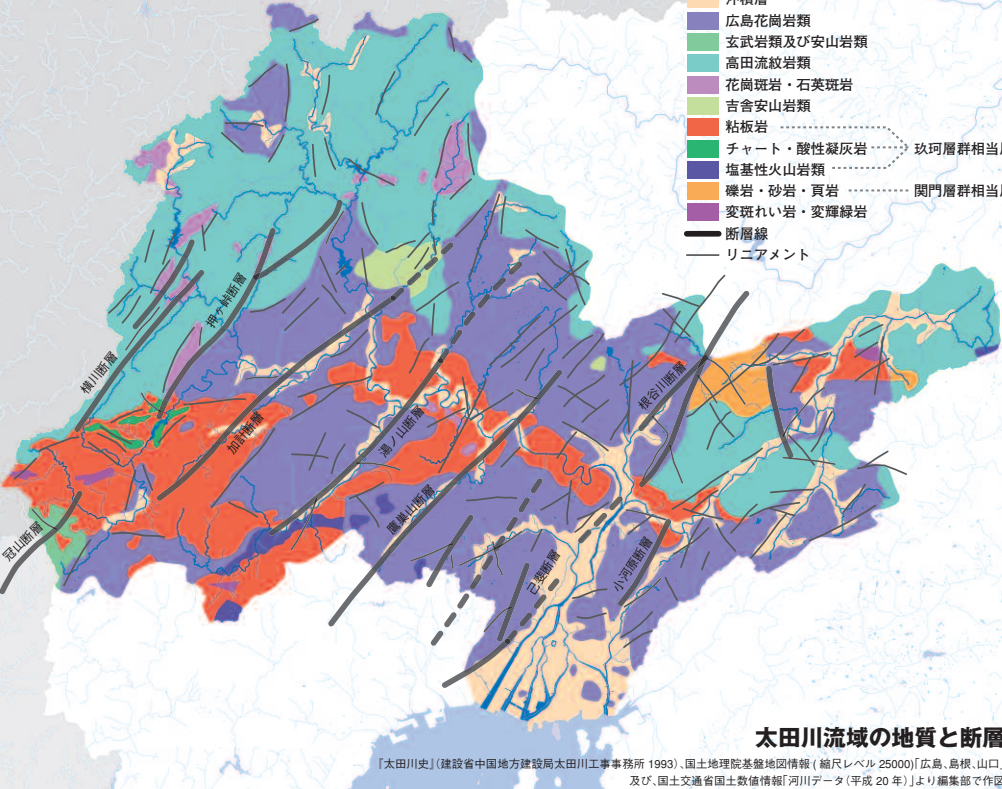 沖積層
広島花崗岩類
玄武岩類及び安山岩類
高田流紋岩類
花崗斑岩・石英斑岩
吉舎安山岩類
粘板岩
チャート・酸性凝灰岩
玖珂層群相当
塩基性火山岩類
礫岩・砂岩・頁岩
関門層群相当
変斑れい岩・変輝緑岩
断層線
リニアメント
押ヶ峠断層
横川断層
根谷川断層
加計断層
湯ノ山断層
鷹巣山断層
冠山断層
己斐断層
小河原断層
太田川流域の地質と断層
『太田川史』(建設省中国地方建設局太田川工事事務所 1993)、国土地理院基盤地図情報(縮尺レベル 25000)「広島、島根、山口」
及び、国土交通省国土数値情報「河川データ(平成 20 年)」より編集部で作図